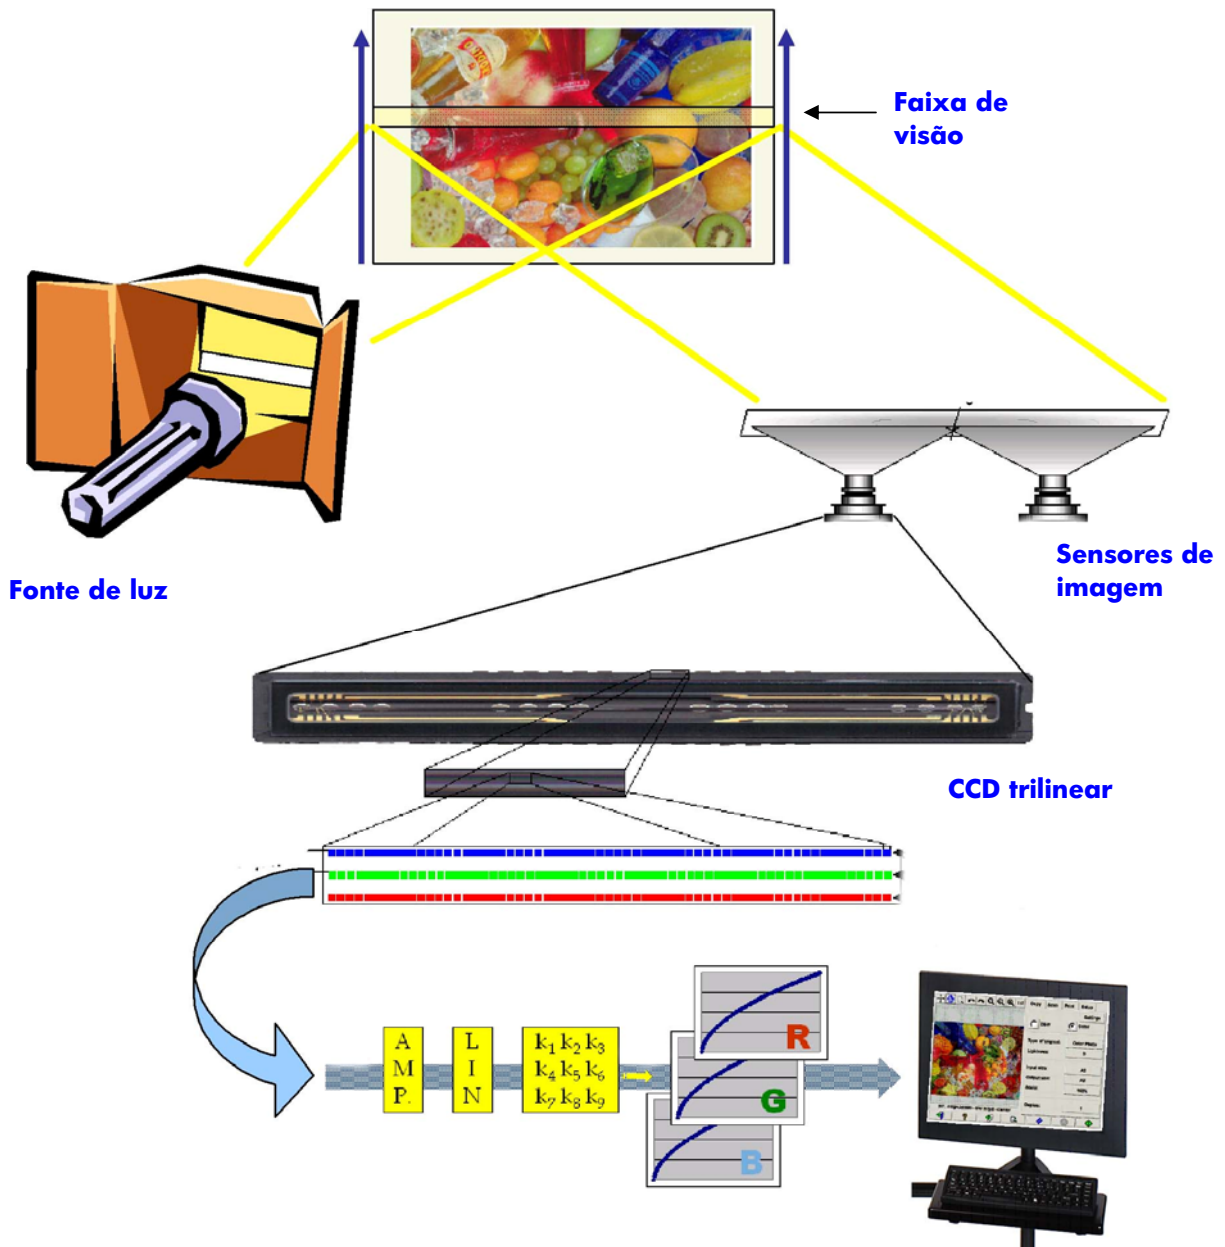 Faixa de
visão
Fonte de luz
Sensores de
imagem
CCD trilinear
A
M
P.
L
I
N
k1 k2 k3
k4 k5 k6
k7 k8 k9
R
G
B